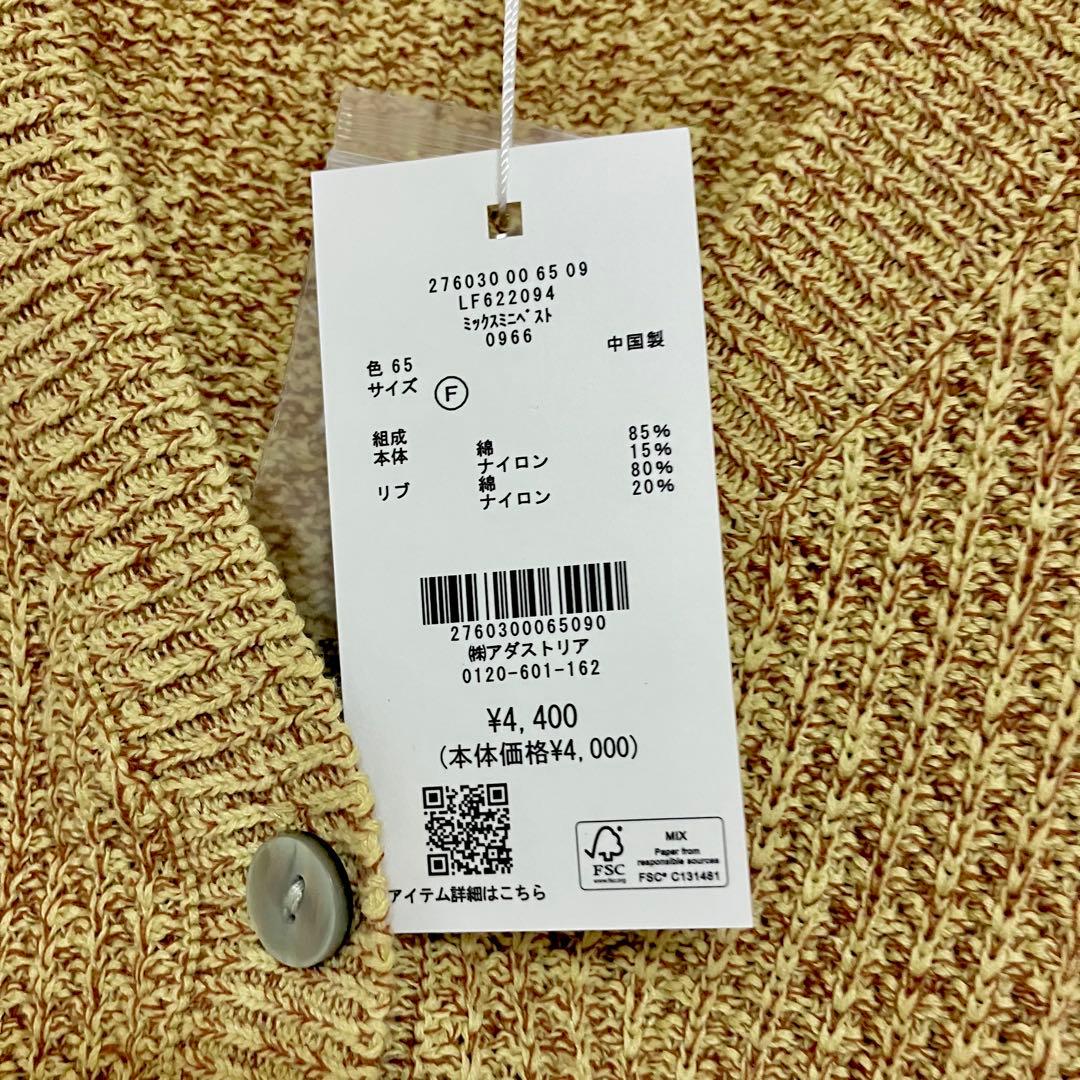 276030 00 65 09
LF622094
ﾐｯｸｽﾐﾆﾍﾞｽﾄ
0966
中国製
色 65
サイズ F
組成
本体 綿 85%
ナイロン 15%
リブ 綿 80%
ナイロン 20%
2760300065090
㈱アダストリア
0120-601-162
¥4,400
(本体価格¥4,000)
アイテム詳細はこちら
FSC
www.fsc.org
MIX
Paper from
responsible sources
FSC® C131481